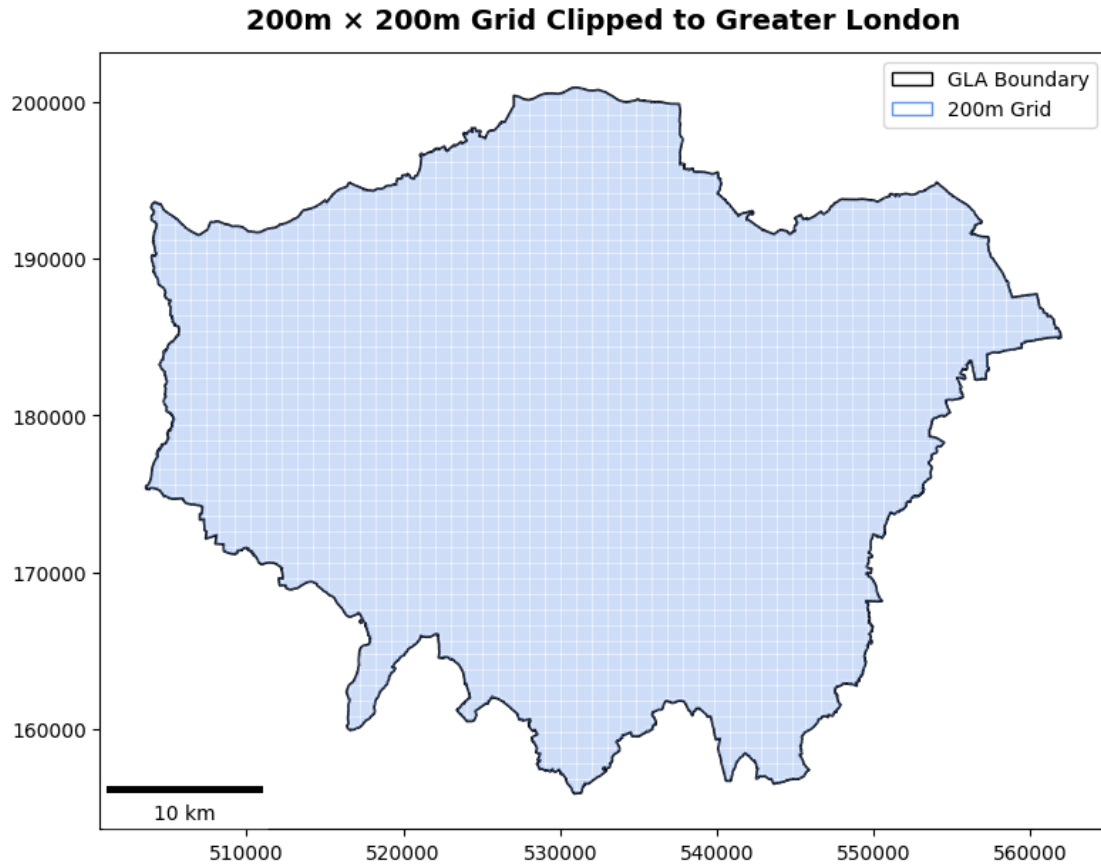 200m × 200m Grid Clipped to Greater London
GLA Boundary
200m Grid
200000
190000
180000
170000
160000
10 km
510000 520000 530000 540000 550000 560000